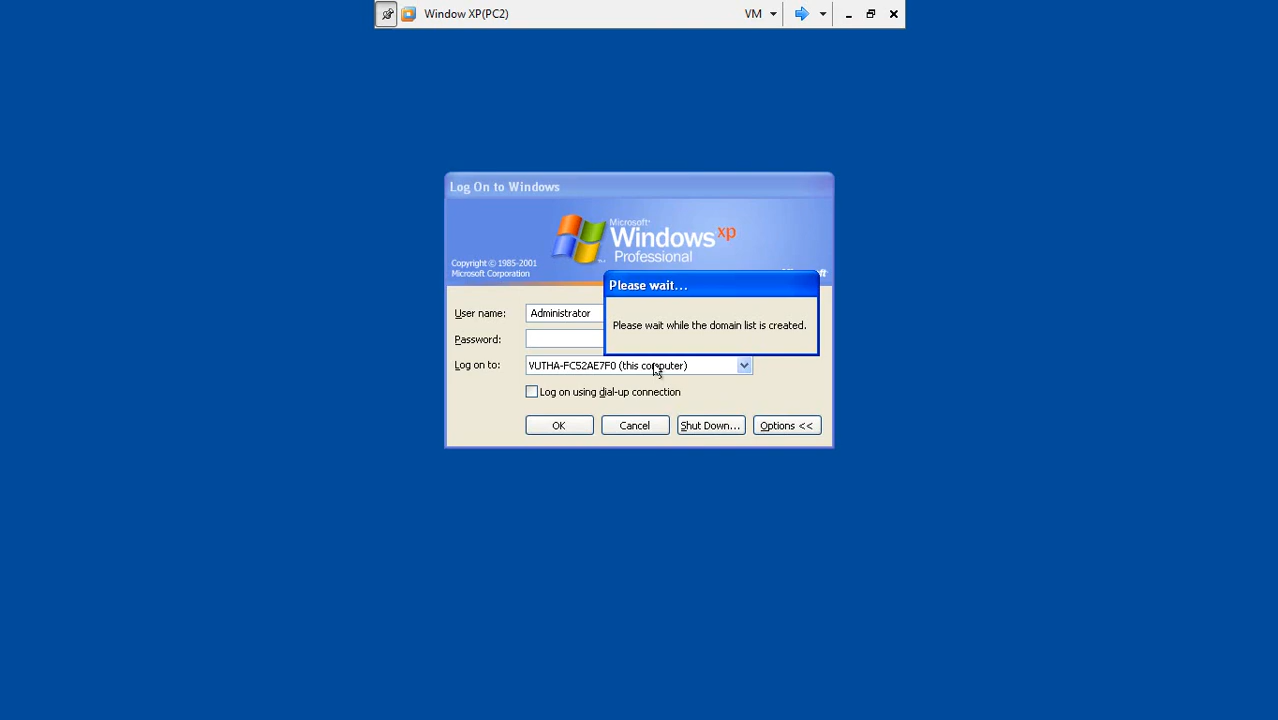 Window XP(PC2)
VM
Log On to Windows
Microsoft
Windows xp
Professional
Copyright © 1985-2001
Microsoft Corporation
Please wait...
Please wait while the domain list is created.
User name:
Administrator
Password:
Log on to:
VUTHA-FC52AE7F0 (this computer)
Log on using dial-up connection
OK
Cancel
Shut Down...
Options <<